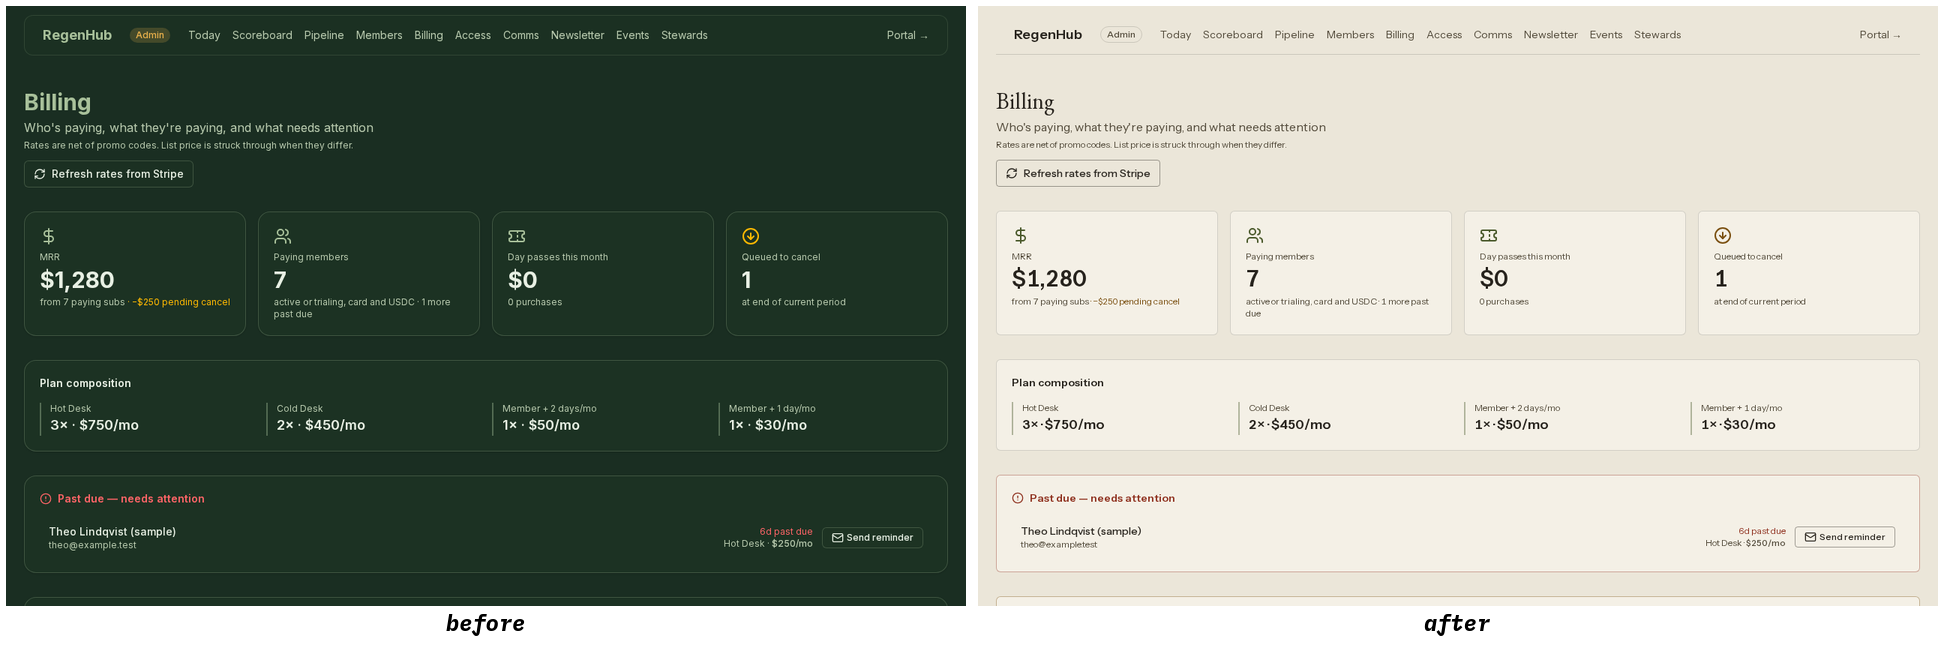 RegenHub Admin Today Scoreboard Pipeline Members Billing Access Comms Newsletter Events Stewards Portal →
Billing
Who's paying, what they're paying, and what needs attention
Rates are net of promo codes. List price is struck through when they differ.
Refresh rates from Stripe
MRR
$1,280
from 7 paying subs · −$250 pending cancel
Paying members
7
active or trialing, card and USDC · 1 more
past due
Day passes this month
$0
0 purchases
Queued to cancel
1
at end of current period
Plan composition
Hot Desk
3× · $750/mo
Cold Desk
2× · $450/mo
Member + 2 days/mo
1× · $50/mo
Member + 1 day/mo
1× · $30/mo
Past due — needs attention
Theo Lindqvist (sample)
theo@example.test
6d past due
Hot Desk · $250/mo
Send reminder
before
RegenHub Admin Today Scoreboard Pipeline Members Billing Access Comms Newsletter Events Stewards Portal →
Billing
Who's paying, what they're paying, and what needs attention
Rates are net of promo codes. List price is struck through when they differ.
Refresh rates from Stripe
MRR
$1,280
from 7 paying subs · −$250 pending cancel
Paying members
7
active or trialing, card and USDC · 1 more past
due
Day passes this month
$0
0 purchases
Queued to cancel
1
at end of current period
Plan composition
Hot Desk
3× · $750/mo
Cold Desk
2× · $450/mo
Member + 2 days/mo
1× · $50/mo
Member + 1 day/mo
1× · $30/mo
Past due — needs attention
Theo Lindqvist (sample)
theo@example.test
6d past due
Hot Desk · $250/mo
Send reminder
after